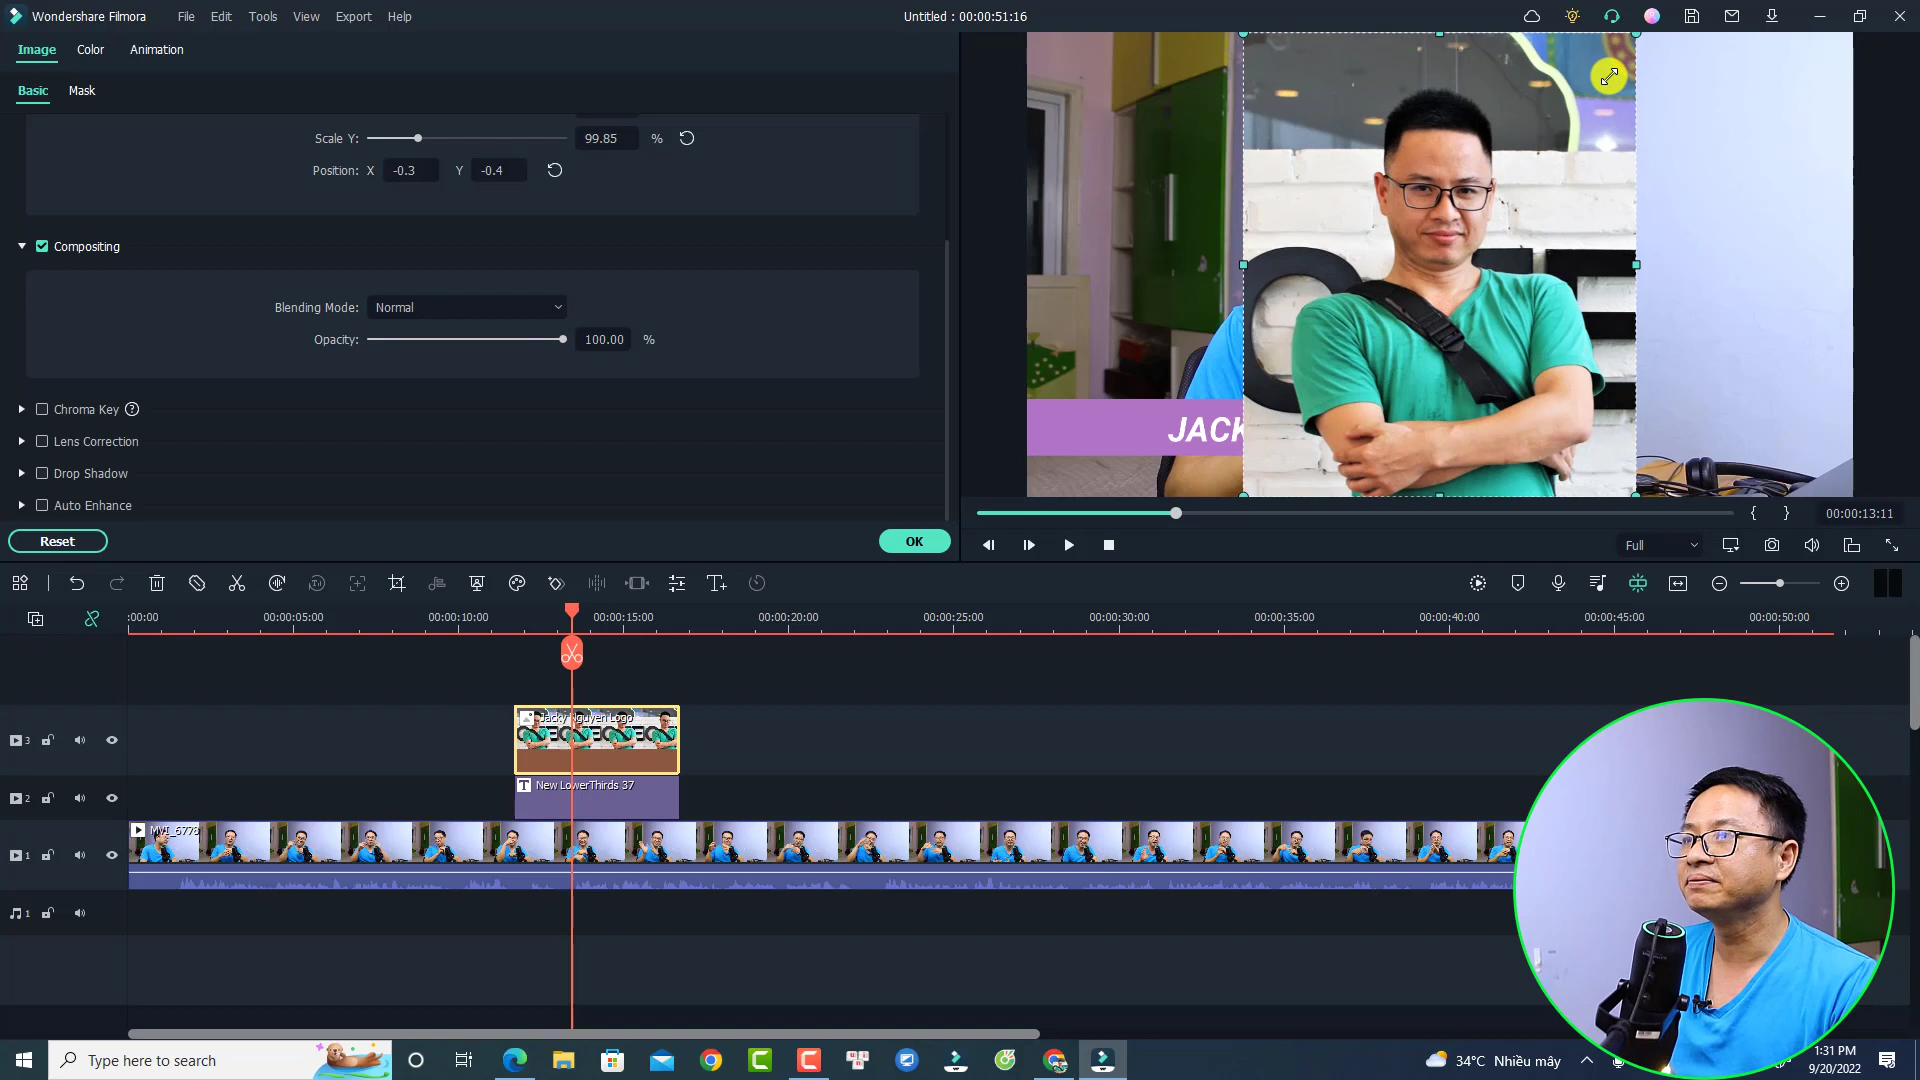 Wondershare Filmora
File Edit Tools View Export Help
Untitled : 00:00:51:16
Image Color Animation
Basic Mask
Scale Y: 99.85 %
Position: X -0.3 Y -0.4
Compositing
Blending Mode: Normal
Opacity: 100.00 %
Chroma Key ?
Lens Correction
Drop Shadow
Auto Enhance
Reset OK
JACK
00:00:13:11
Full
:00:00 00:00:05:00 00:00:10:00 00:00:15:00 00:00:20:00 00:00:25:00 00:00:30:00 00:00:35:00 00:00:40:00 00:00:45:00 00:00:50:00
Jacky Nguyen Logo
3
New LowerThirds 37
2
MVI_6778
1
1
Type here to search
34°C Nhiều mây
1:31 PM
9/20/2022